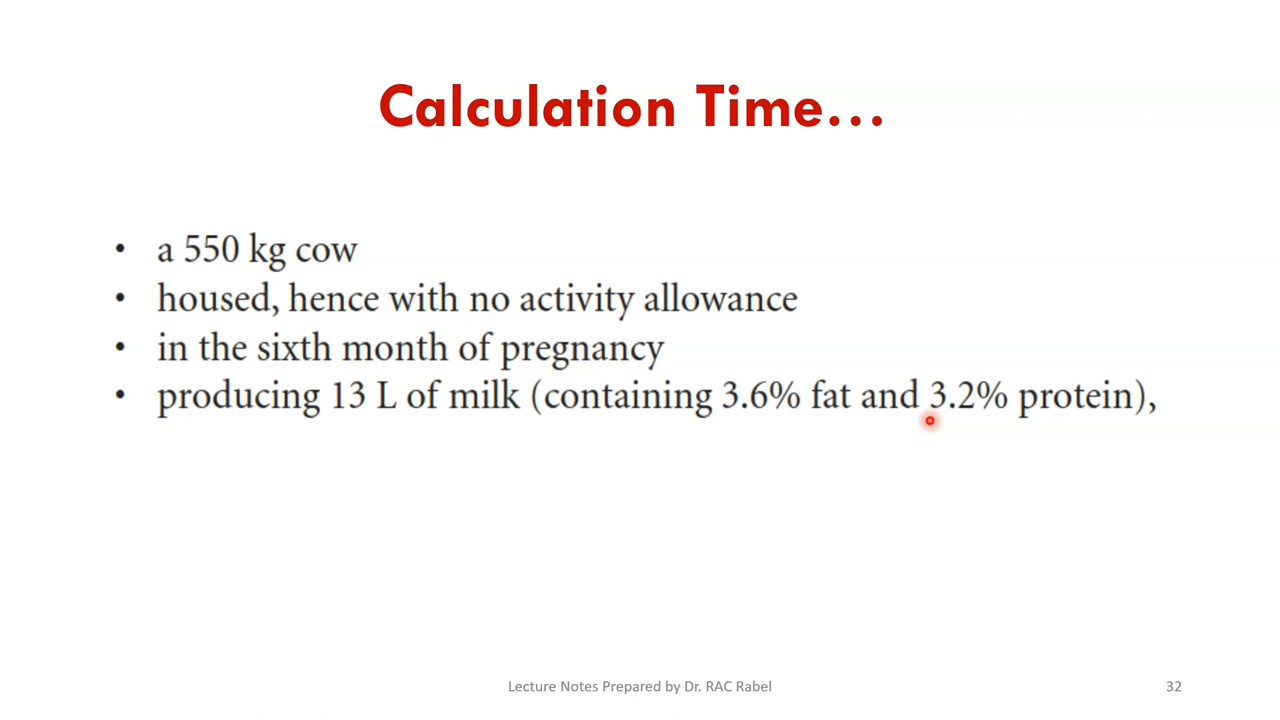 Calculation Time...
• a 550 kg cow
• housed, hence with no activity allowance
• in the sixth month of pregnancy
• producing 13 L of milk (containing 3.6% fat and 3.2% protein),
Lecture Notes Prepared by Dr. RAC Rabel
32